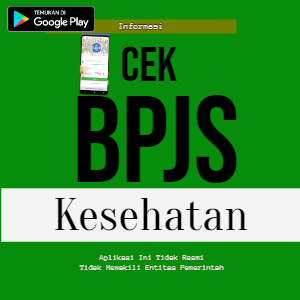 TEMUKAN DI
Google Play
Informasi
CEK
BPJS
Kesehatan
Aplikasi Ini Tidak Resmi
Tidak Mewakili Entitas Pemerintah